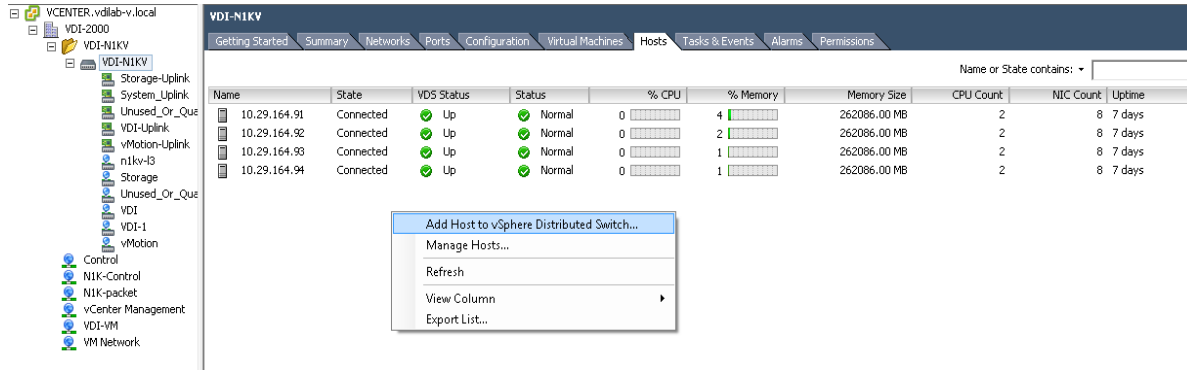 VCENTER.vdilab-v.local
VDI-2000
VDI-N1KV
VDI-N1KV
Storage-Uplink
System_Uplink
Unused_Or_Qua
VDI-Uplink
vMotion-Uplink
n1kv-l3
Storage
Unused_Or_Qua
VDI
VDI-1
vMotion
Control
N1K-Control
N1K-packet
vCenter Management
VDI-VM
VM Network
VDI-N1KV
Getting Started Summary Networks Ports Configuration Virtual Machines Hosts Tasks & Events Alarms Permissions
Name or State contains:
Name State VDS Status Status % CPU % Memory Memory Size CPU Count NIC Count Uptime
10.29.164.91 Connected Up Normal 0 4 262086.00 MB 2 8 7 days
10.29.164.92 Connected Up Normal 0 2 262086.00 MB 2 8 7 days
10.29.164.93 Connected Up Normal 0 1 262086.00 MB 2 8 7 days
10.29.164.94 Connected Up Normal 0 1 262086.00 MB 2 8 7 days
Add Host to vSphere Distributed Switch...
Manage Hosts...
Refresh
View Column
Export List...